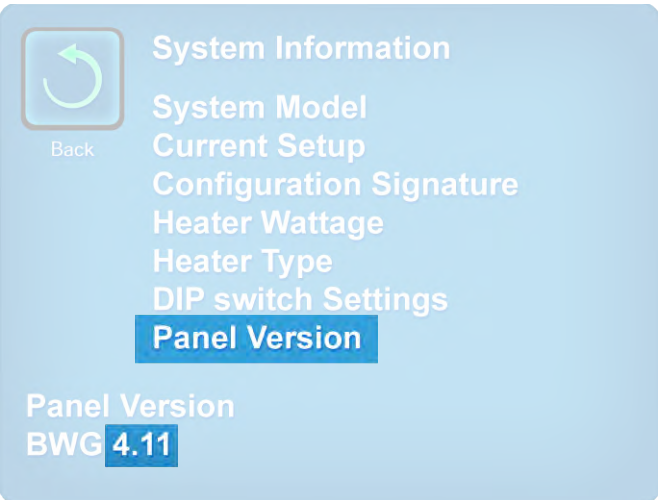 System Information
System Model
Back
Current Setup
Configuration Signature
Heater Wattage
Heater Type
DIP switch Settings
Panel Version
Panel Version
BWG 4.11